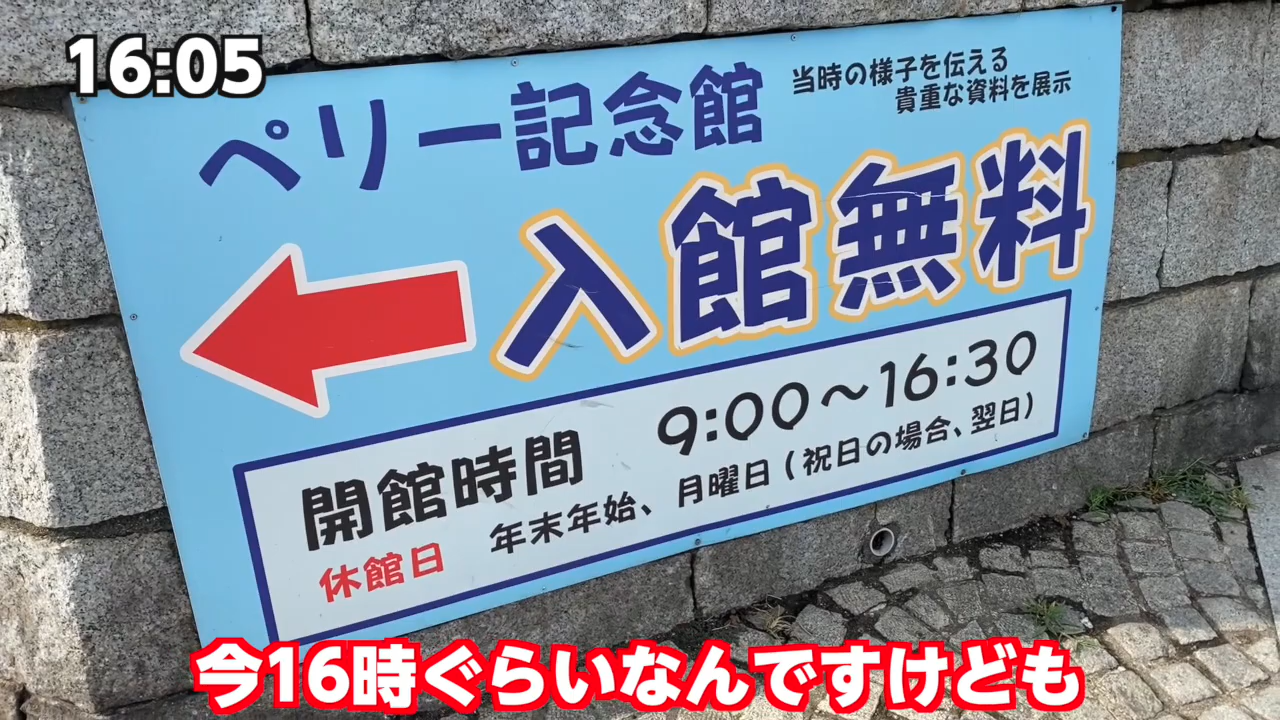 16:05
ペリー記念館
当時の様子を伝える
貴重な資料を展示
入館無料
開館時間 9:00～16:30
休館日 年末年始、月曜日(祝日の場合、翌日)
今16時ぐらいなんですけども